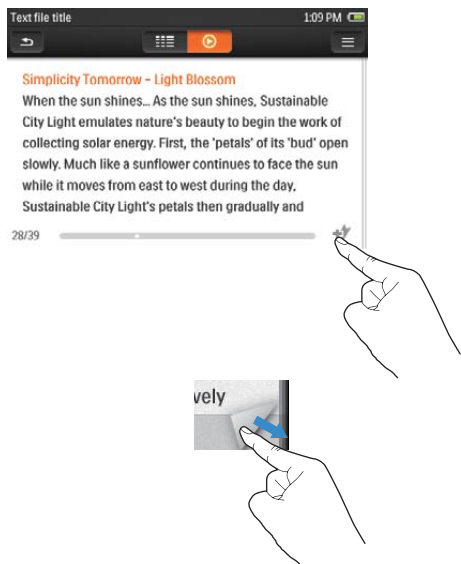 Text file title 1:09 PM
Simplicity Tomorrow - Light Blossom
When the sun shines... As the sun shines, Sustainable
City Light emulates nature's beauty to begin the work of
collecting solar energy. First, the 'petals' of its 'bud' open
slowly. Much like a sunflower continues to face the sun
while it moves from east to west during the day,
Sustainable City Light's petals then gradually and
28/39
vely